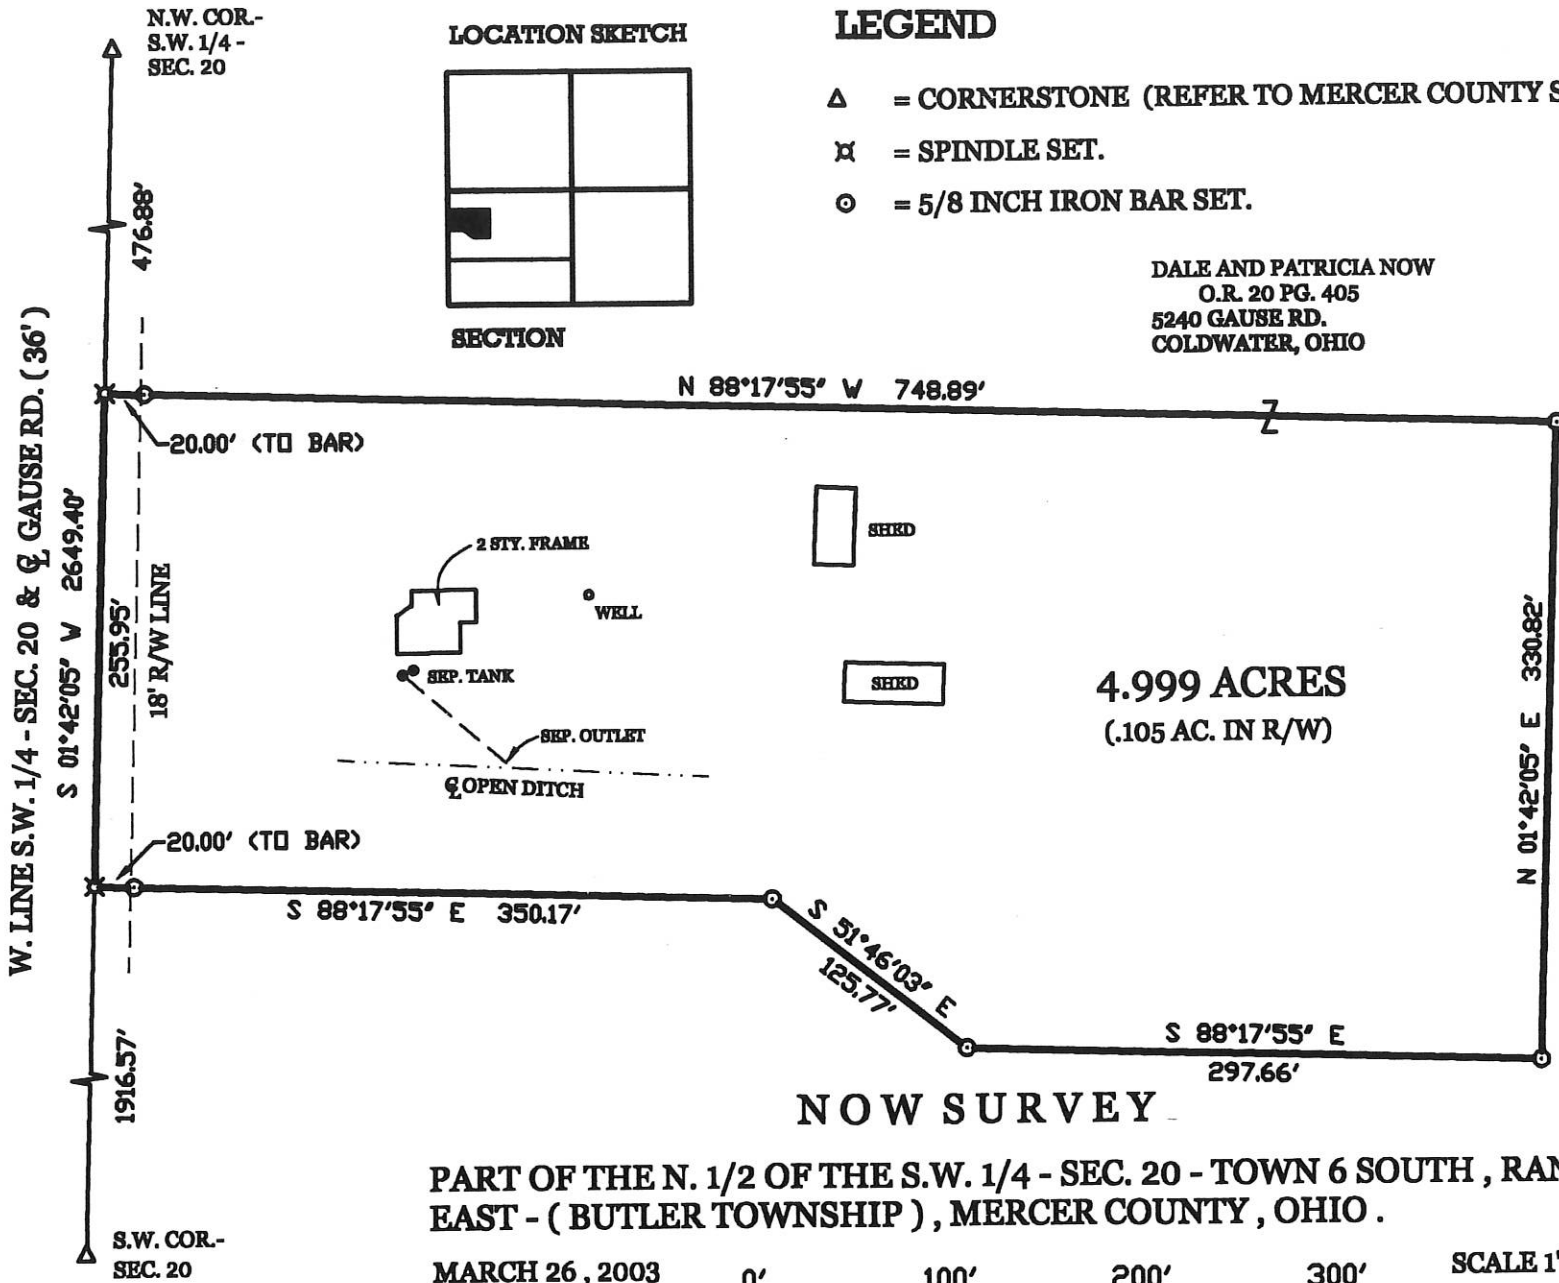 N.W. COR.-
S.W. 1/4 -
SEC. 20
LOCATION SKETCH
SECTION
LEGEND
△ = CORNERSTONE (REFER TO MERCER COUNTY S
= SPINDLE SET.
⊙ = 5/8 INCH IRON BAR SET.
DALE AND PATRICIA NOW
O.R. 20 PG. 405
5240 GAUSE RD.
COLDWATER, OHIO
476.88'
W. LINE S.W. 1/4 - SEC. 20 & ℄ GAUSE RD. (36')
S 01°42'05" W 2649.40'
255.95'
18' R/W LINE
N 88°17'55" W 748.89'
20.00' (TO BAR)
2 STY. FRAME
WELL
SHED
SHED
SEP. TANK
SEP. OUTLET
℄ OPEN DITCH
4.999 ACRES
(.105 AC. IN R/W)
N 01°42'05" E 330.82'
20.00' (TO BAR)
S 88°17'55" E 350.17'
S 51°46'03" E
125.77'
S 88°17'55" E
297.66'
1916.57'
NOW SURVEY
PART OF THE N. 1/2 OF THE S.W. 1/4 - SEC. 20 - TOWN 6 SOUTH , RAN
EAST - ( BUTLER TOWNSHIP ) , MERCER COUNTY , OHIO .
S.W. COR.-
SEC. 20
MARCH 26 , 2003
0' 100' 200' 300'
SCALE 1"